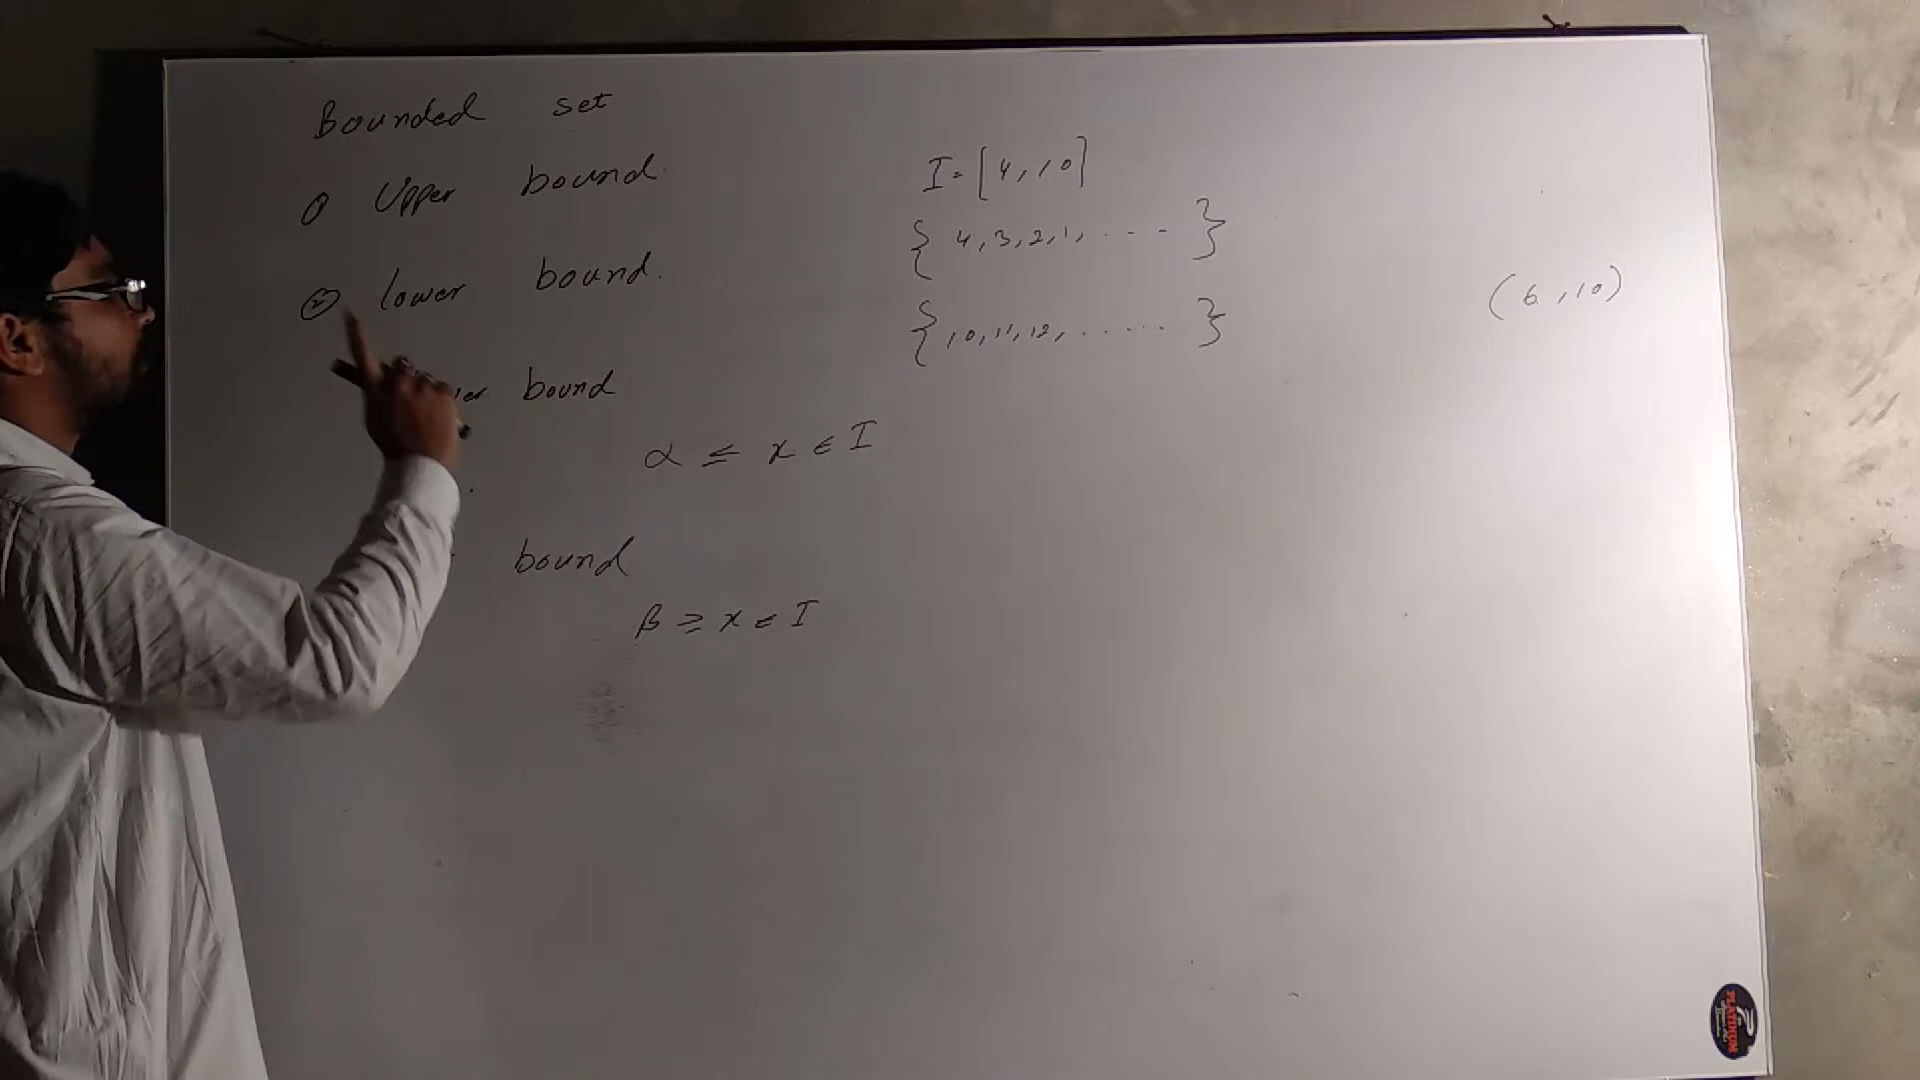 Bounded set
① Upper bound.
② lower bound.
bound
α ≤ x ∈ I
bound
β ≥ x ∈ I
I = [4, 10]
{ 4, 3, 2, 1, . . . - }
{ 10, 11, 12, . . . . . . }
(6, 10)
PLATINUM